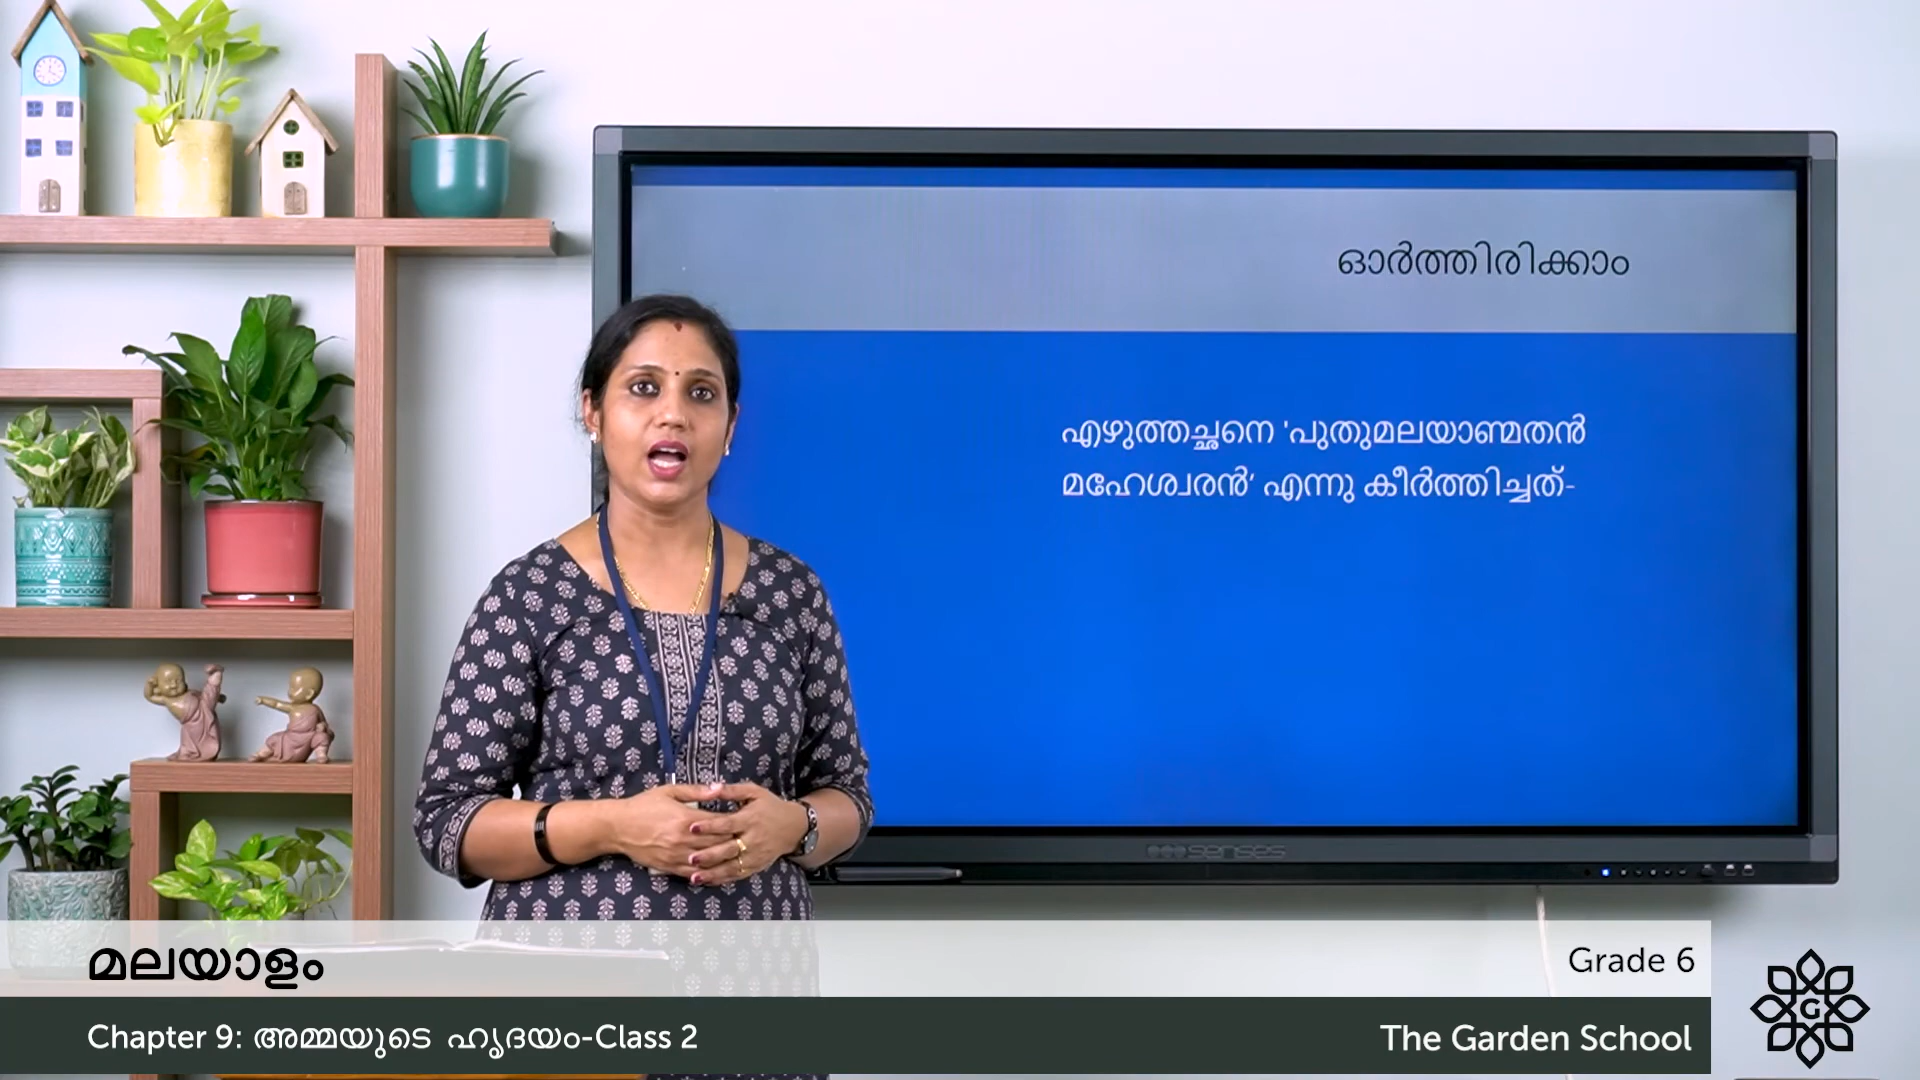 ഓർത്തിരിക്കാം
എഴുത്തച്ഛനെ 'പുതുമലയാണ്മതൻ
മഹേശ്വരൻ’ എന്നു കീർത്തിച്ചത്-
senses
മലയാളം
Grade 6
Chapter 9: അമ്മയുടെ ഹൃദയം-Class 2
The Garden School
G